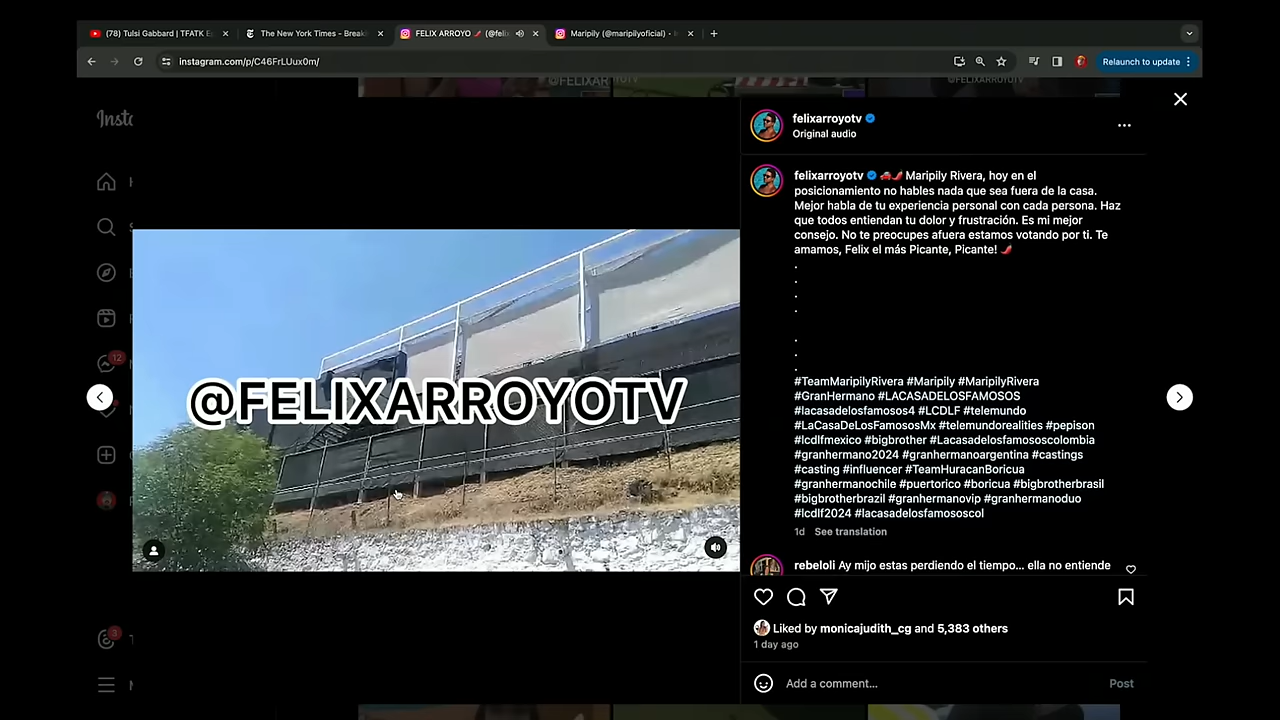 (78) Tulsi Gabbard | TFATK E
The New York Times - Break
FELIX ARROYO 🌶️ (@feli
Maripily (@maripilyoficial) - I
instagram.com/p/C46FrLUux0m/
Relaunch to update
@FELIXAR
felixarroyotv
Original audio
felixarroyotv 🚗🌶️ Maripily Rivera, hoy en el
posicionamiento no hables nada que sea fuera de la casa.
Mejor habla de tu experiencia personal con cada persona. Haz
que todos entiendan tu dolor y frustración. Es mi mejor
consejo. No te preocupes afuera estamos votando por ti. Te
amamos, Felix el más Picante, Picante! 🌶️
.
.
.
.
.
.
.
#TeamMaripilyRivera #Maripily #MaripilyRivera
#GranHermano #LACASADELOSFAMOSOS
#lacasadelosfamosos4 #LCDLF #telemundo
#LaCasaDeLosFamososMx #telemundorealities #pepison
#lcdlfmexico #bigbrother #Lacasadelosfamososcolombia
#granhermano2024 #granhermanoargentina #castings
#casting #influencer #TeamHuracanBoricua
#granhermanochile #puertorico #boricua #bigbrotherbrasil
#bigbrotherbrazil #granhermanovip #granhermanoduo
#lcdlf2024 #lacasadelosfamososcol
1d See translation
rebeloli Ay mijo estas perdiendo el tiempo... ella no entiende
Liked by monicajudith_cg and 5,383 others
1 day ago
Add a comment...
Post
Insta
12
3
@FELIXARROYOTV